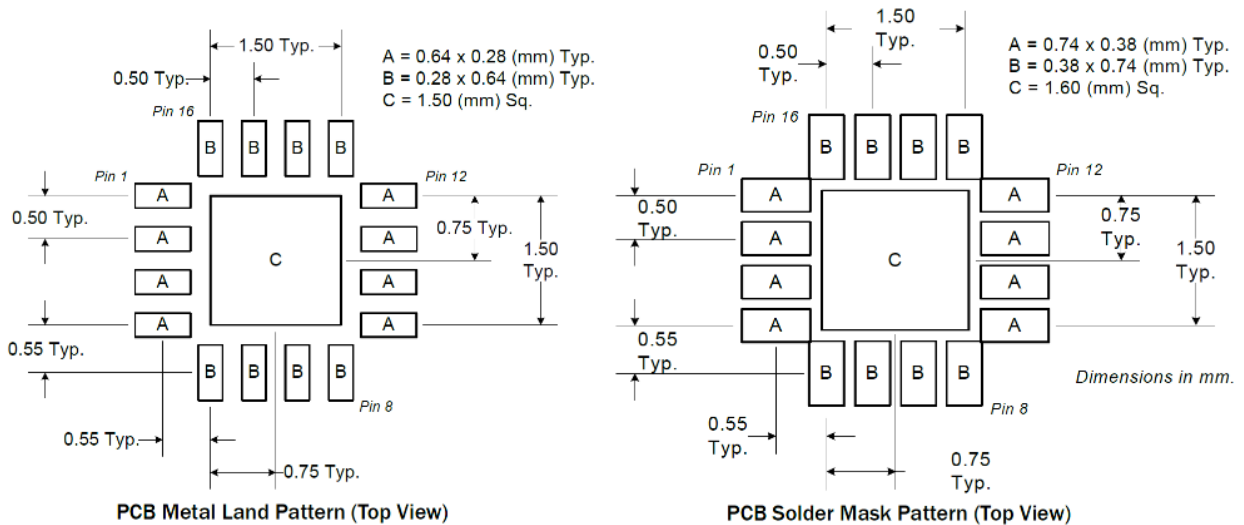 1.50 Typ.
0.50 Typ.
A = 0.64 x 0.28 (mm) Typ.
B = 0.28 x 0.64 (mm) Typ.
C = 1.50 (mm) Sq.
Pin 16
B B B B
Pin 1
Pin 12
A A
0.50 Typ.
0.75 Typ.
A A
1.50
Typ.
C
A A
A A
0.55 Typ.
B B B B
Pin 8
0.55 Typ.
0.75 Typ.
PCB Metal Land Pattern (Top View)
1.50
Typ.
0.50
Typ.
A = 0.74 x 0.38 (mm) Typ.
B = 0.38 x 0.74 (mm) Typ.
C = 1.60 (mm) Sq.
Pin 16
B B B B
Pin 1
Pin 12
A A
0.50
Typ.
0.75
Typ.
A A
1.50
Typ.
C
A A
A A
0.55
Typ.
B B B B
Dimensions in mm.
Pin 8
0.55
Typ.
0.75
Typ.
PCB Solder Mask Pattern (Top View)